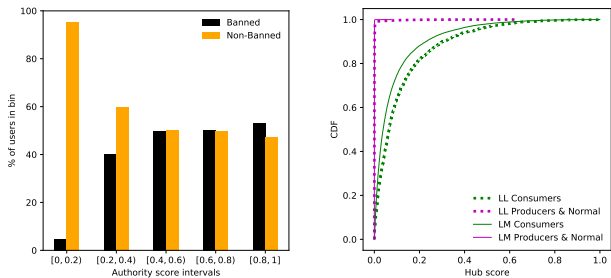 100
80
60
40
20
0
% of users in bin
Banned
Non-Banned
[0, 0.2)
[0.2, 0.4)
[0.4, 0.6)
[0.6, 0.8)
[0.8, 1]
Authority score intervals
1.0
0.8
0.6
0.4
0.2
0.0
CDF
LL Consumers
LL Producers & Normal
LM Consumers
LM Producers & Normal
0.0 0.2 0.4 0.6 0.8 1.0
Hub score